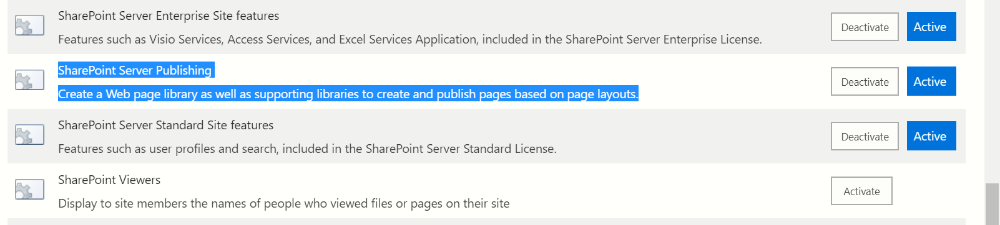 SharePoint Server Enterprise Site features
Deactivate Active
Features such as Visio Services, Access Services, and Excel Services Application, included in the SharePoint Server Enterprise License.
SharePoint Server Publishing
Deactivate Active
Create a Web page library as well as supporting libraries to create and publish pages based on page layouts.
SharePoint Server Standard Site features
Deactivate Active
Features such as user profiles and search, included in the SharePoint Server Standard License.
SharePoint Viewers
Activate
Display to site members the names of people who viewed files or pages on their site